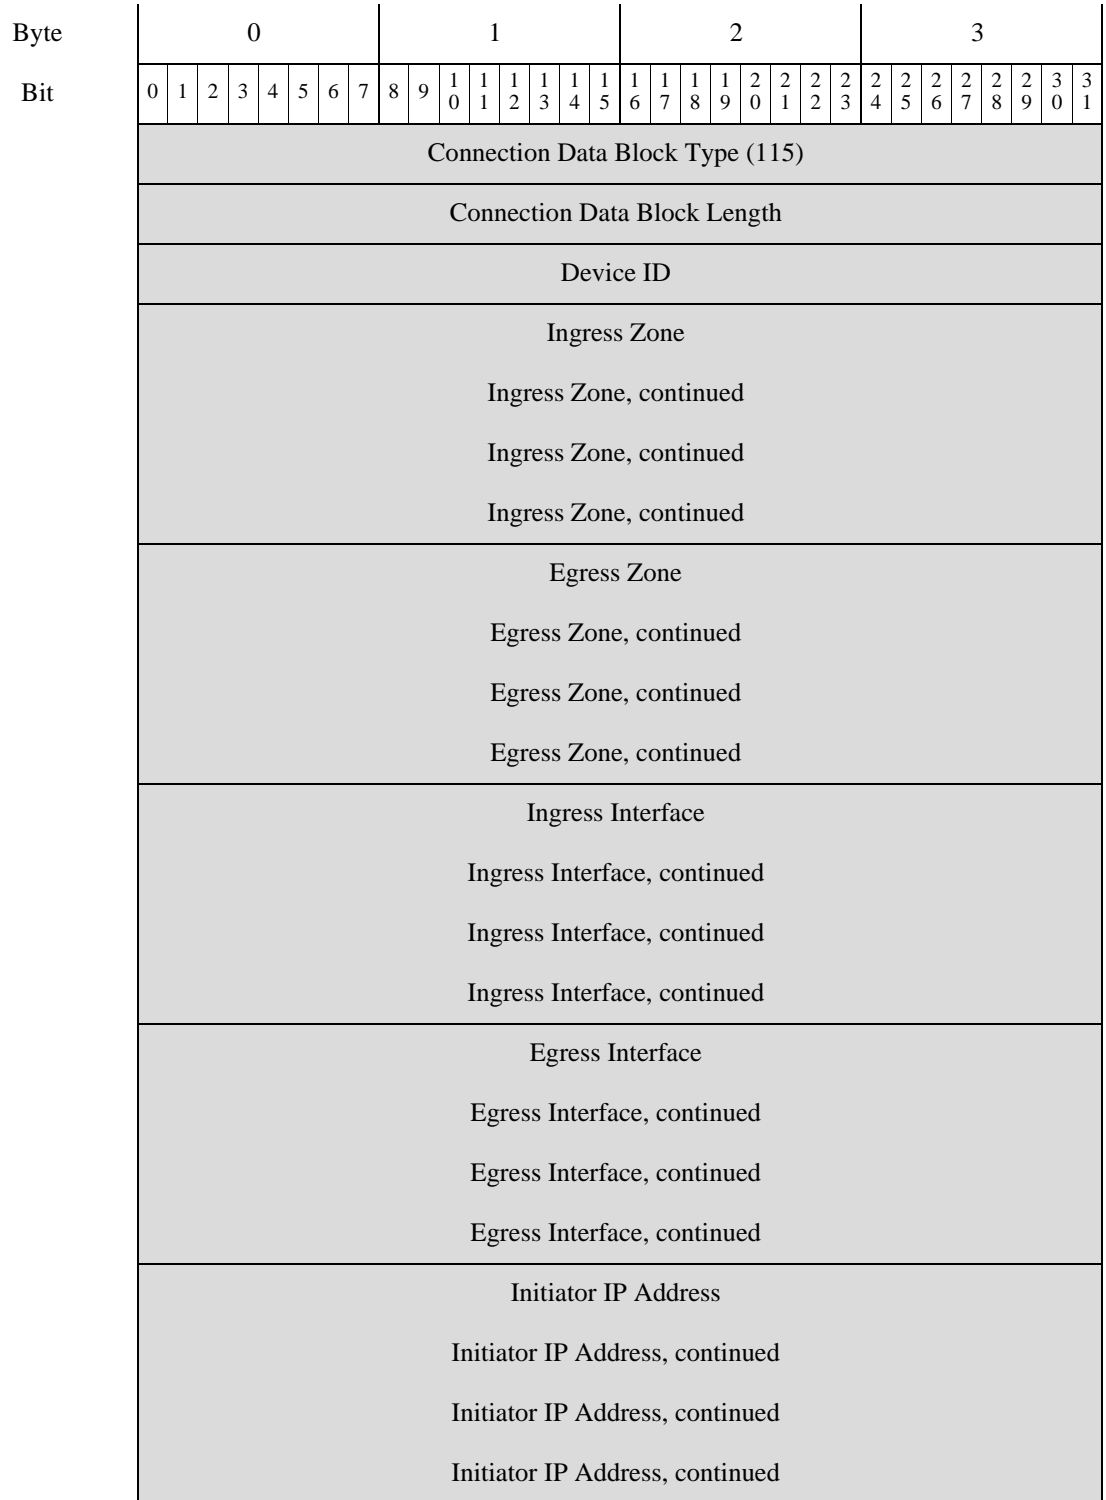 Byte 0 1 2 3
Bit 0 1 2 3 4 5 6 7 8 9 10 11 12 13 14 15 16 17 18 19 20 21 22 23 24 25 26 27 28 29 30 31
Connection Data Block Type (115)
Connection Data Block Length
Device ID
Ingress Zone
Ingress Zone, continued
Ingress Zone, continued
Ingress Zone, continued
Egress Zone
Egress Zone, continued
Egress Zone, continued
Egress Zone, continued
Ingress Interface
Ingress Interface, continued
Ingress Interface, continued
Ingress Interface, continued
Egress Interface
Egress Interface, continued
Egress Interface, continued
Egress Interface, continued
Initiator IP Address
Initiator IP Address, continued
Initiator IP Address, continued
Initiator IP Address, continued